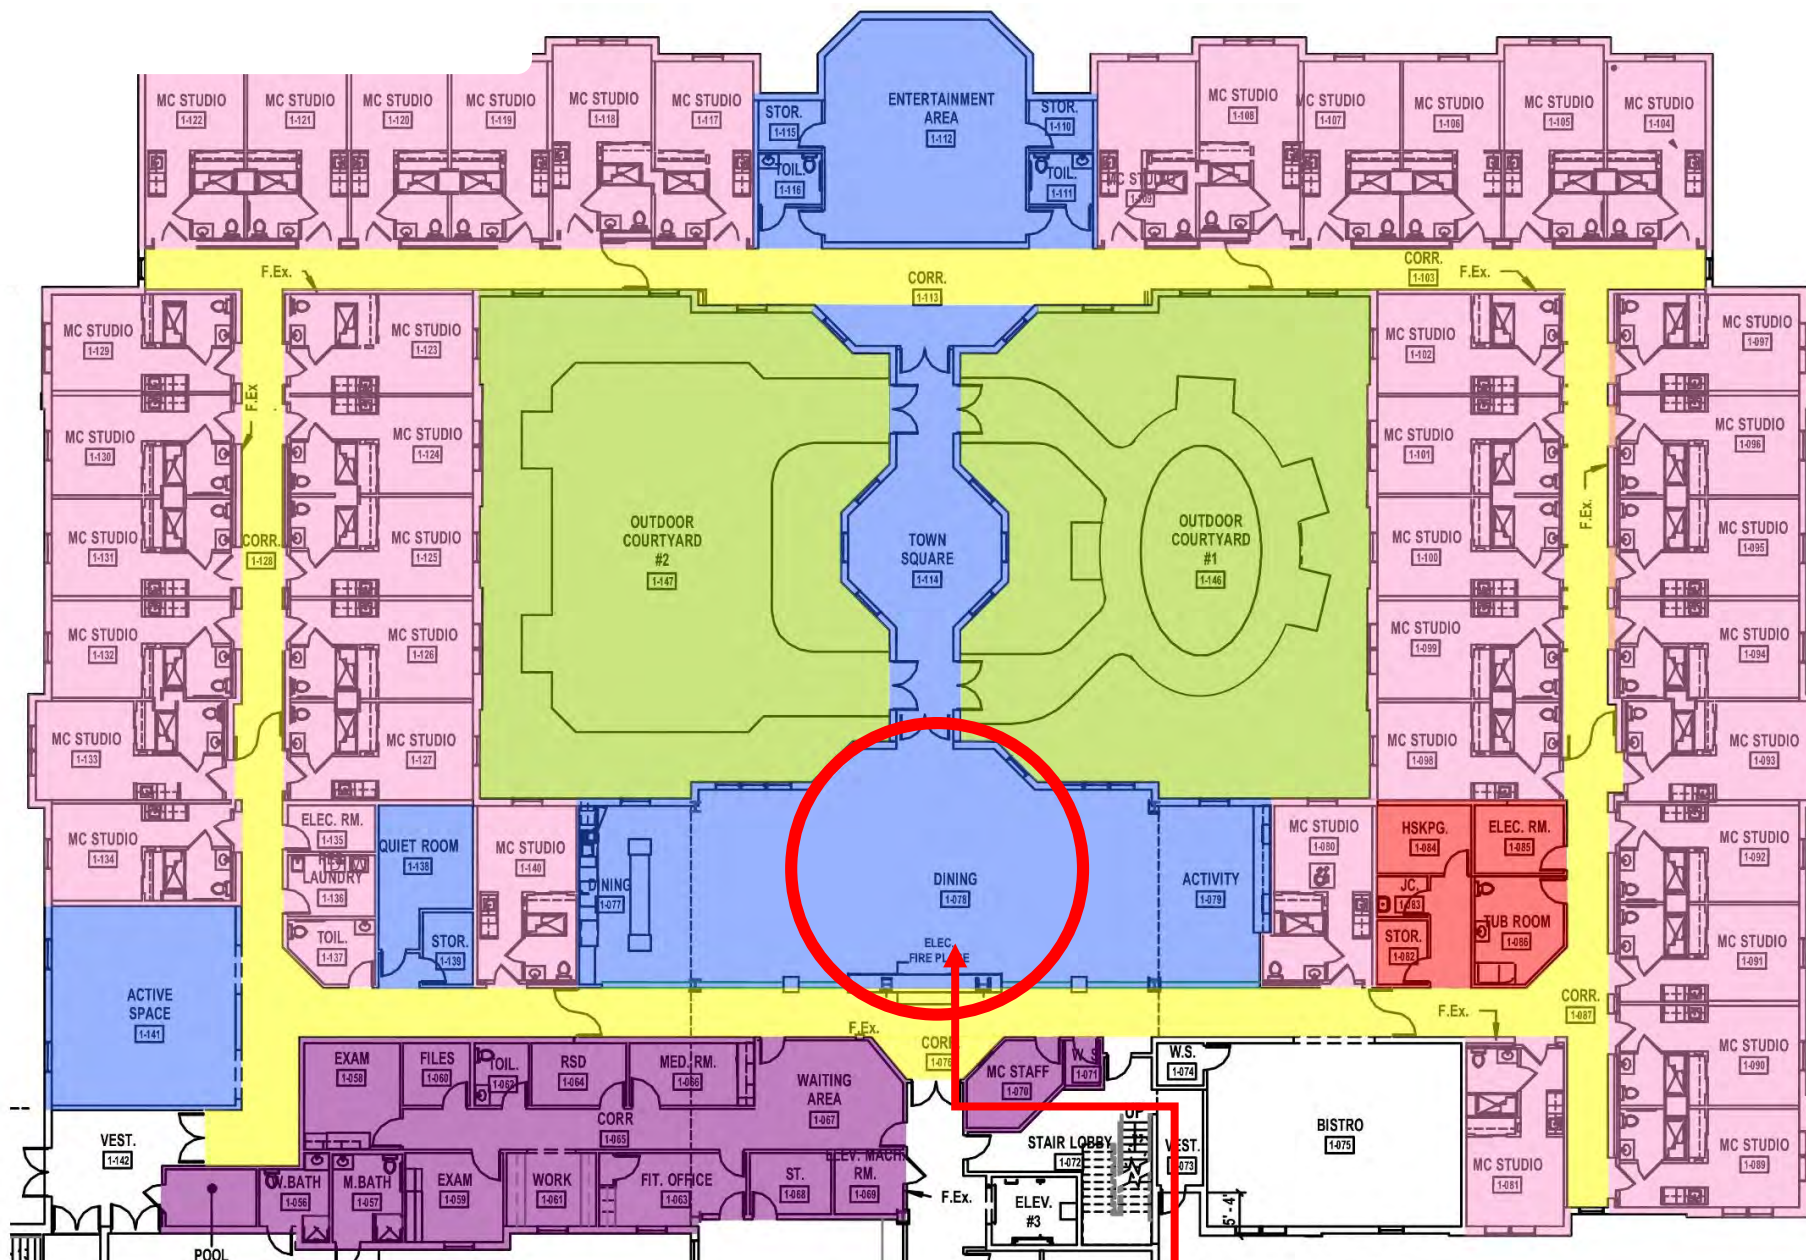 MC STUDIO
1-122
MC STUDIO
1-121
MC STUDIO
1-120
MC STUDIO
1-119
MC STUDIO
1-118
MC STUDIO
1-117
STOR.
1-115
TOIL.
1-116
ENTERTAINMENT
AREA
1-112
STOR.
1-110
TOIL.
1-111
MC STUDIO
1-109
MC STUDIO
1-108
MC STUDIO
1-107
MC STUDIO
1-106
MC STUDIO
1-105
MC STUDIO
1-104
F.Ex.
CORR.
1-113
CORR.
1-103
F.Ex.
MC STUDIO
1-129
MC STUDIO
1-123
MC STUDIO
1-102
MC STUDIO
1-097
F.Ex
MC STUDIO
1-130
MC STUDIO
1-124
MC STUDIO
1-101
MC STUDIO
1-096
F.Ex.
MC STUDIO
1-131
CORR.
1-128
MC STUDIO
1-125
OUTDOOR
COURTYARD
#2
1-147
TOWN
SQUARE
1-114
OUTDOOR
COURTYARD
#1
1-146
MC STUDIO
1-100
MC STUDIO
1-095
MC STUDIO
1-132
MC STUDIO
1-126
MC STUDIO
1-099
MC STUDIO
1-094
MC STUDIO
1-133
MC STUDIO
1-127
MC STUDIO
1-098
MC STUDIO
1-093
MC STUDIO
1-134
ELEC. RM.
1-135
LAUNDRY
1-136
TOIL.
1-137
QUIET ROOM
1-138
STOR.
1-139
MC STUDIO
1-140
DINING
1-077
DINING
1-078
ELEC.
FIRE PLACE
ACTIVITY
1-079
MC STUDIO
1-080
HSKPG.
1-084
ELEC. RM.
1-085
JC.
1-083
STOR.
1-082
TUB ROOM
1-086
MC STUDIO
1-092
MC STUDIO
1-091
ACTIVE
SPACE
1-141
F.Ex.
CORR.
1-076
F.Ex.
CORR.
1-087
EXAM
1-058
FILES
1-060
TOIL.
1-062
RSD
1-064
MED. RM.
1-066
WAITING
AREA
1-067
MC STAFF
1-070
W.S.
1-071
W.S.
1-074
MC STUDIO
1-090
CORR
1-065
VEST.
1-142
STAIR LOBBY
1-072
UP
VEST.
1-073
BISTRO
1-075
MC STUDIO
1-081
MC STUDIO
1-089
W.BATH
1-056
M.BATH
1-057
EXAM
1-059
WORK
1-061
FIT. OFFICE
1-063
ST.
1-068
ELEV. MACH.
RM.
1-069
F.Ex.
ELEV.
#3
5' - 4"
POOL